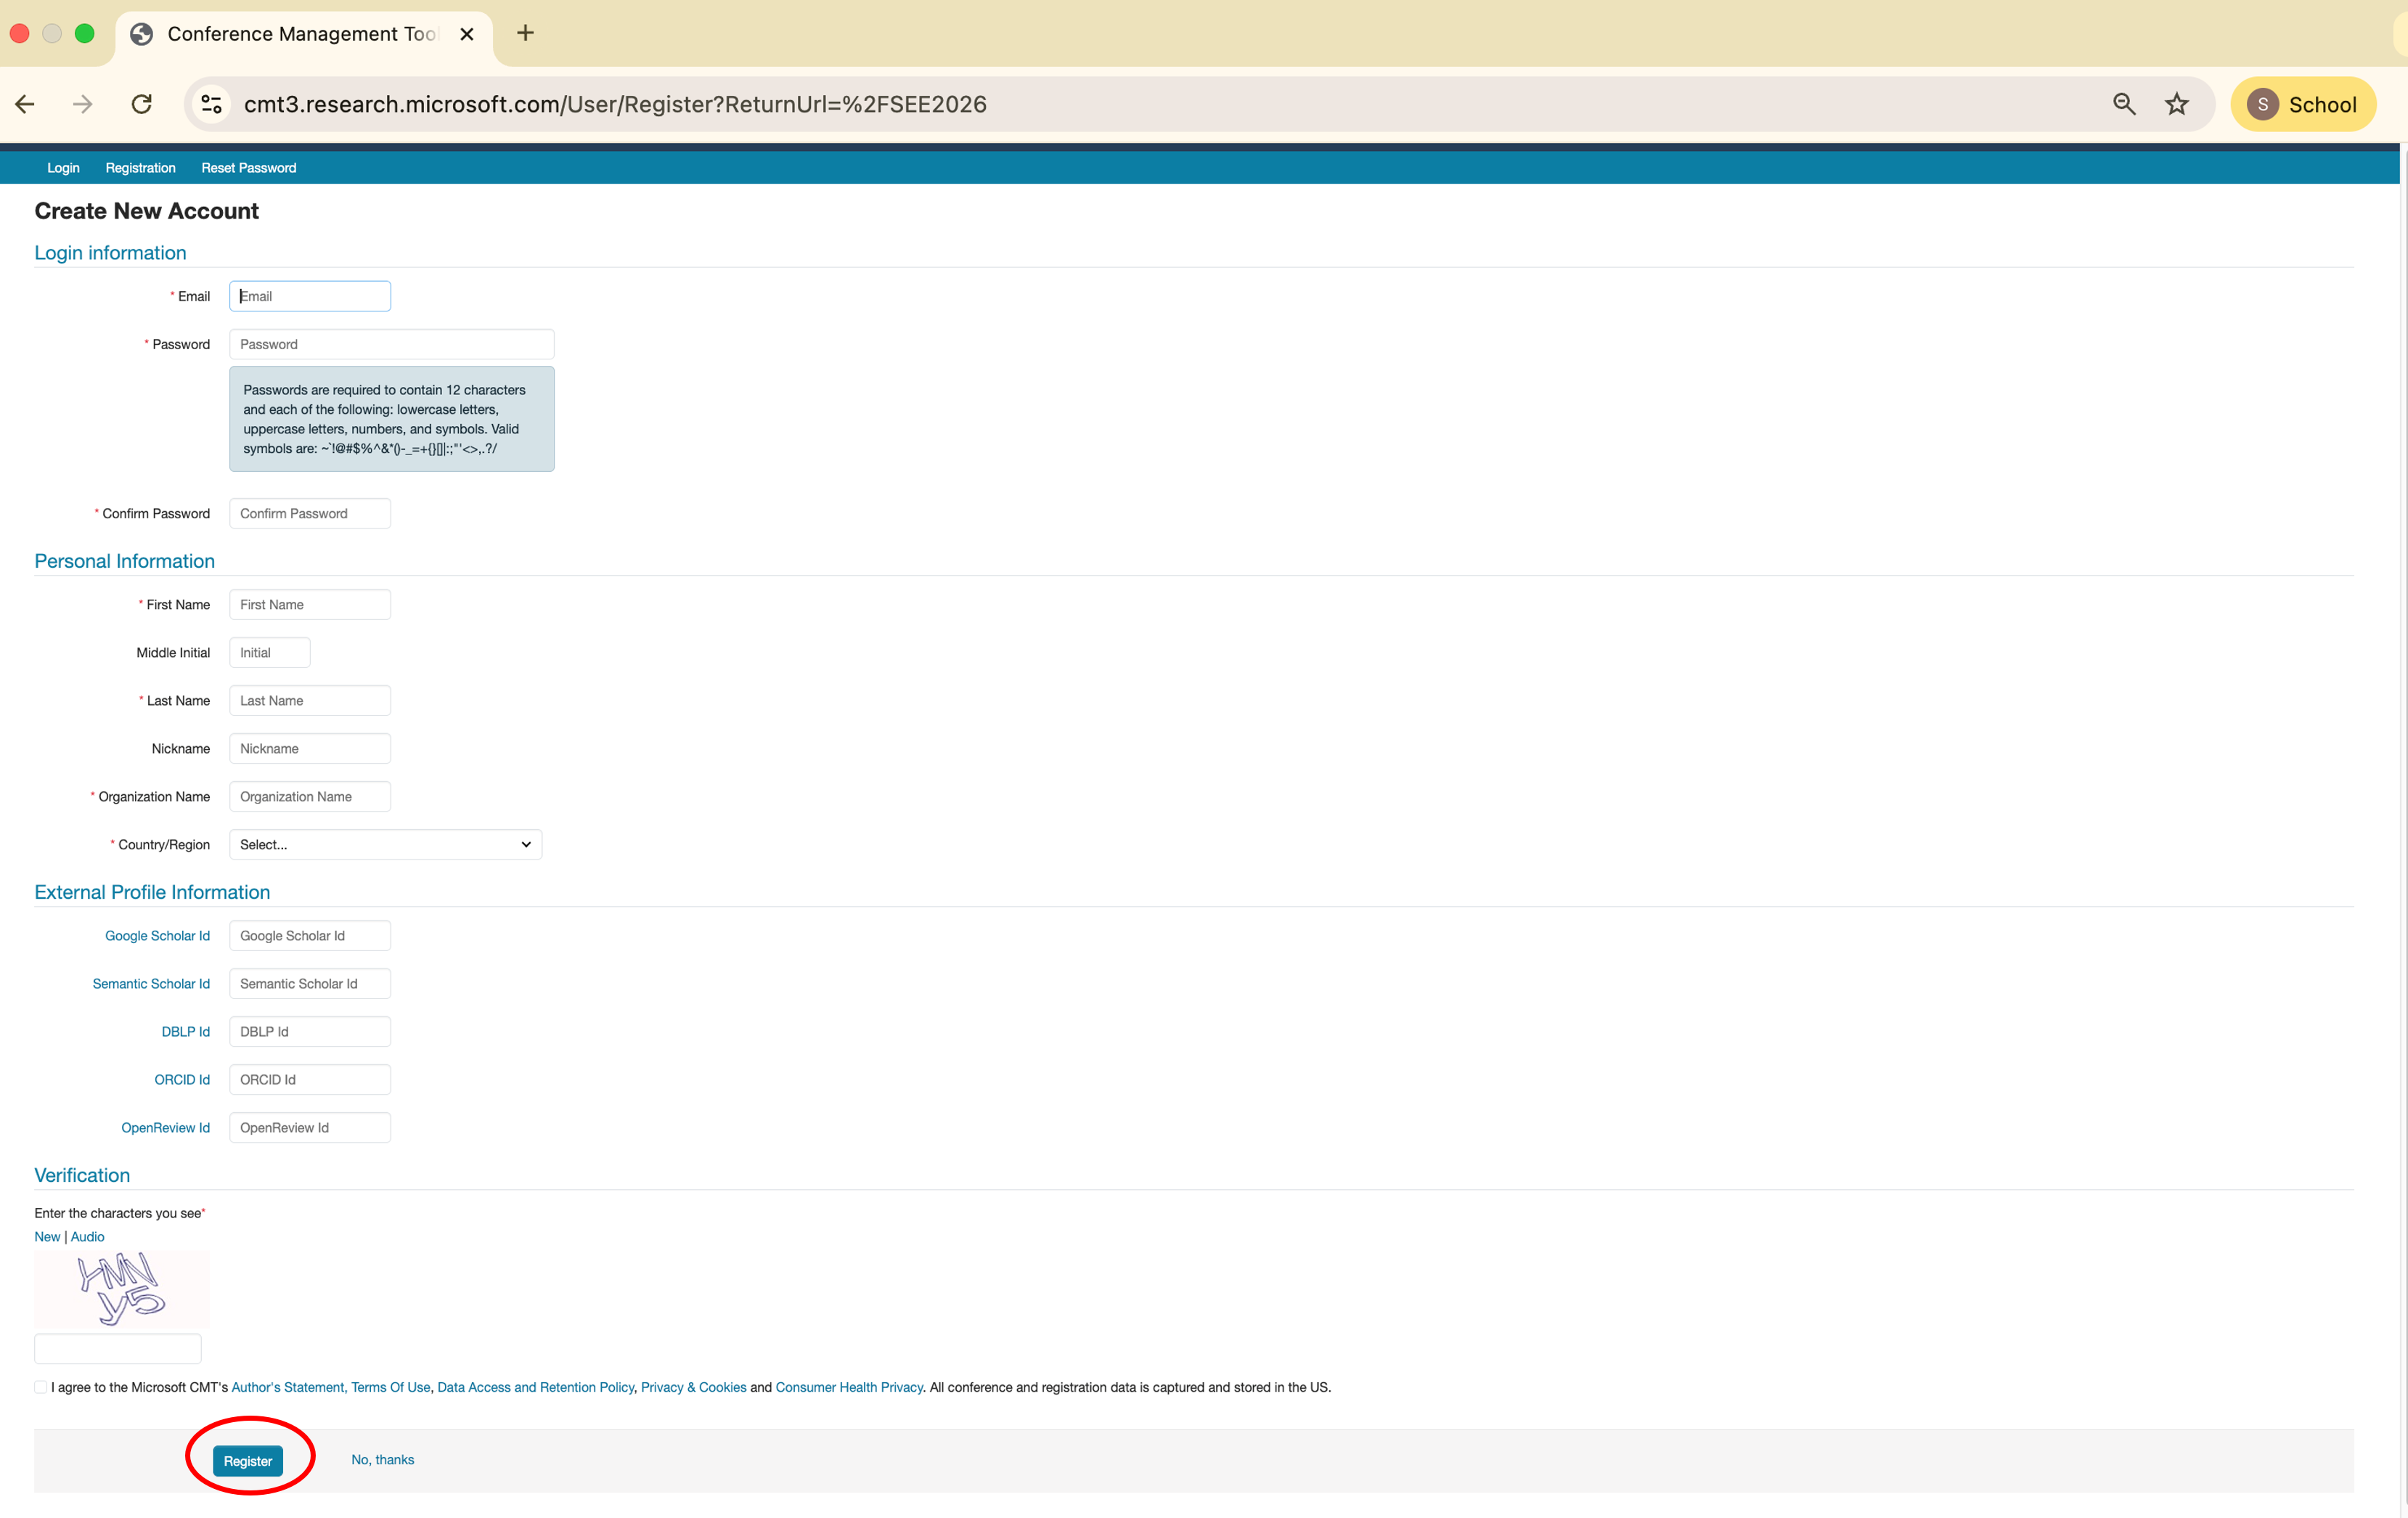 Conference Management Too
cmt3.research.microsoft.com/User/Register?ReturnUrl=%2FSEE2026
S School
Login Registration Reset Password
Create New Account
Login information
* Email Email
* Password Password
Passwords are required to contain 12 characters
and each of the following: lowercase letters,
uppercase letters, numbers, and symbols. Valid
symbols are: ~`!@#$%^&*()-_=+{}[]|:;"'<>,.?/
* Confirm Password Confirm Password
Personal Information
* First Name First Name
Middle Initial Initial
* Last Name Last Name
Nickname Nickname
* Organization Name Organization Name
* Country/Region Select...
External Profile Information
Google Scholar Id Google Scholar Id
Semantic Scholar Id Semantic Scholar Id
DBLP Id DBLP Id
ORCID Id ORCID Id
OpenReview Id OpenReview Id
Verification
Enter the characters you see*
New | Audio
I agree to the Microsoft CMT's Author's Statement, Terms Of Use, Data Access and Retention Policy, Privacy & Cookies and Consumer Health Privacy. All conference and registration data is captured and stored in the US.
Register No, thanks